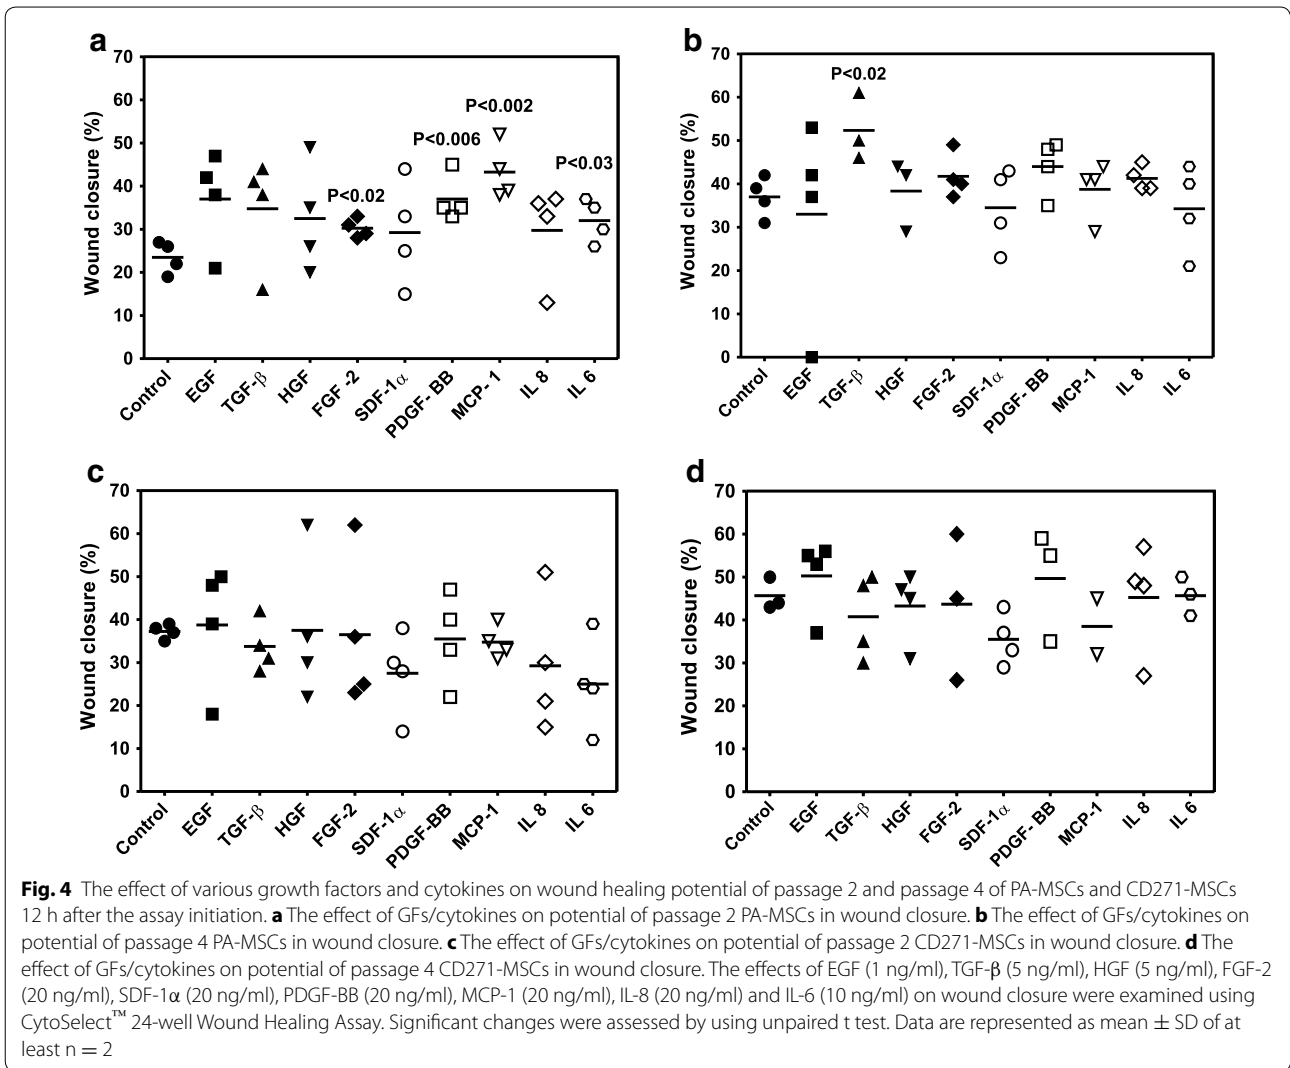 a
70
60
50
40
30
20
10
0
Wound closure (%)
P<0.02
P<0.006
P<0.002
P<0.03
Control
EGF
TGF-β
HGF
FGF -2
SDF-1α
PDGF- BB
MCP- 1
IL 8
IL 6
b
70
60
50
40
30
20
10
0
Wound closure (%)
P<0.02
Control
EGF
TGF-β
HGF
FGF-2
SDF-1α
PDGF- BB
MCP-1
IL 8
IL 6
c
70
60
50
40
30
20
10
0
Wound closure (%)
Control
EGF
TGF-β
HGF
FGF-2
SDF-1α
PDGF-BB
MCP-1
IL 8
IL 6
d
70
60
50
40
30
20
10
0
Wound closure (%)
Control
EGF
TGF-β
HGF
FGF-2
SDF-1α
PDGF- BB
MCP-1
IL 8
IL 6
Fig. 4 The effect of various growth factors and cytokines on wound healing potential of passage 2 and passage 4 of PA-MSCs and CD271-MSCs
12 h after the assay initiation. a The effect of GFs/cytokines on potential of passage 2 PA-MSCs in wound closure. b The effect of GFs/cytokines on
potential of passage 4 PA-MSCs in wound closure. c The effect of GFs/cytokines on potential of passage 2 CD271-MSCs in wound closure. d The
effect of GFs/cytokines on potential of passage 4 CD271-MSCs in wound closure. The effects of EGF (1 ng/ml), TGF-β (5 ng/ml), HGF (5 ng/ml), FGF-2
(20 ng/ml), SDF-1α (20 ng/ml), PDGF-BB (20 ng/ml), MCP-1 (20 ng/ml), IL-8 (20 ng/ml) and IL-6 (10 ng/ml) on wound closure were examined using
CytoSelect™ 24-well Wound Healing Assay. Significant changes were assessed by using unpaired t test. Data are represented as mean ± SD of at
least n = 2